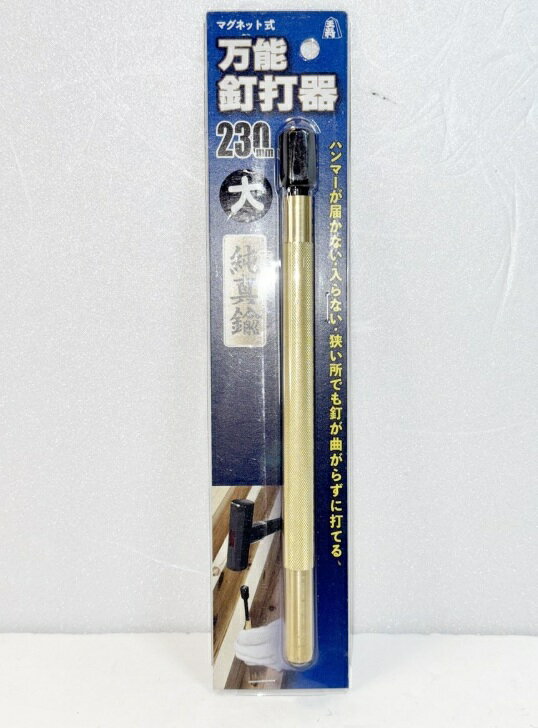 マグネット式
王将
万能
釘打器
230mm
大
純真鍮
ハンマーが届かない・入らない・狭い所でも釘が曲がらずに打てる、